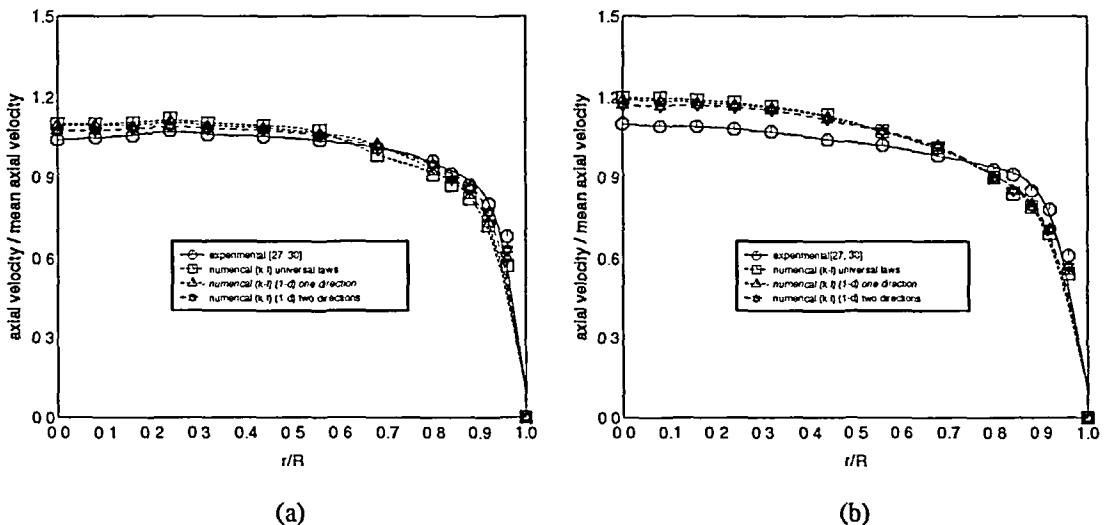 axial velocity / mean axial velocity
1.5
1.2
0.9
0.6
0 3
0.0
experimental [27 30]
numerical (k-l) universal laws
numerical (k l) (1-d) one direction
numerical (k l) (1 d) two directions
0 0 0 1 0 2 0 3 0 4 0 5 0 6 0.7 0.8 0.9 1.0
r/R
(a)
axial velocity / mean axial velocity
1.5
1.2
0.9
0.6
0.3
0.0
experimental[27, 30]
numerical (k-l) universal laws
numerical (k-l) (1-d) one direction
numerical (k l) (1-d) two directions
0.0 0.1 0 2 0 3 0 4 0 5 0 6 0.7 0.8 0 9 1.0
r/R
(b)